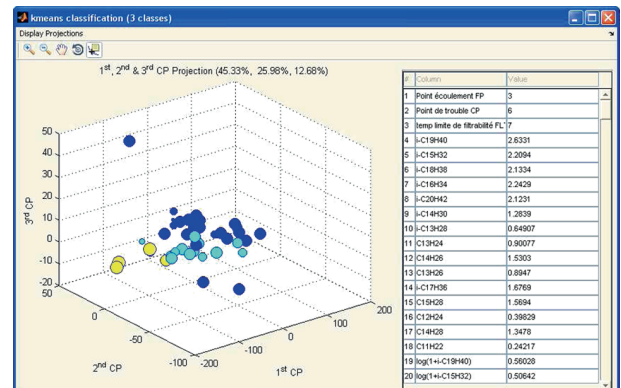 kmeans classification (3 classes)
Display Projections
1st, 2nd & 3rd CP Projection (45.33%, 25.98%, 12.68%)
50
40
30
20
10
0
-10
-20
3rd CP
50
0
-50
-100
2nd CP
-200
-100
0
100
200
1st CP
# Column Value
1 Point écoulement FP 3
2 Point de trouble CP 6
3 temp limite de filtrabilité FL 7
4 i-C19H40 2.6331
5 i-C15H32 2.2094
6 i-C18H38 2.1334
7 i-C16H34 2.2429
8 i-C20H42 2.1231
9 i-C14H30 1.2839
10 i-C13H28 0.64907
11 C13H24 0.90077
12 C14H26 1.5303
13 C13H26 0.8947
14 i-C17H36 1.6769
15 C15H28 1.5694
16 C12H24 0.39829
17 C14H28 1.3478
18 C11H22 0.24217
19 log(1+i-C19H40) 0.56028
20 log(1+i-C15H32) 0.50642